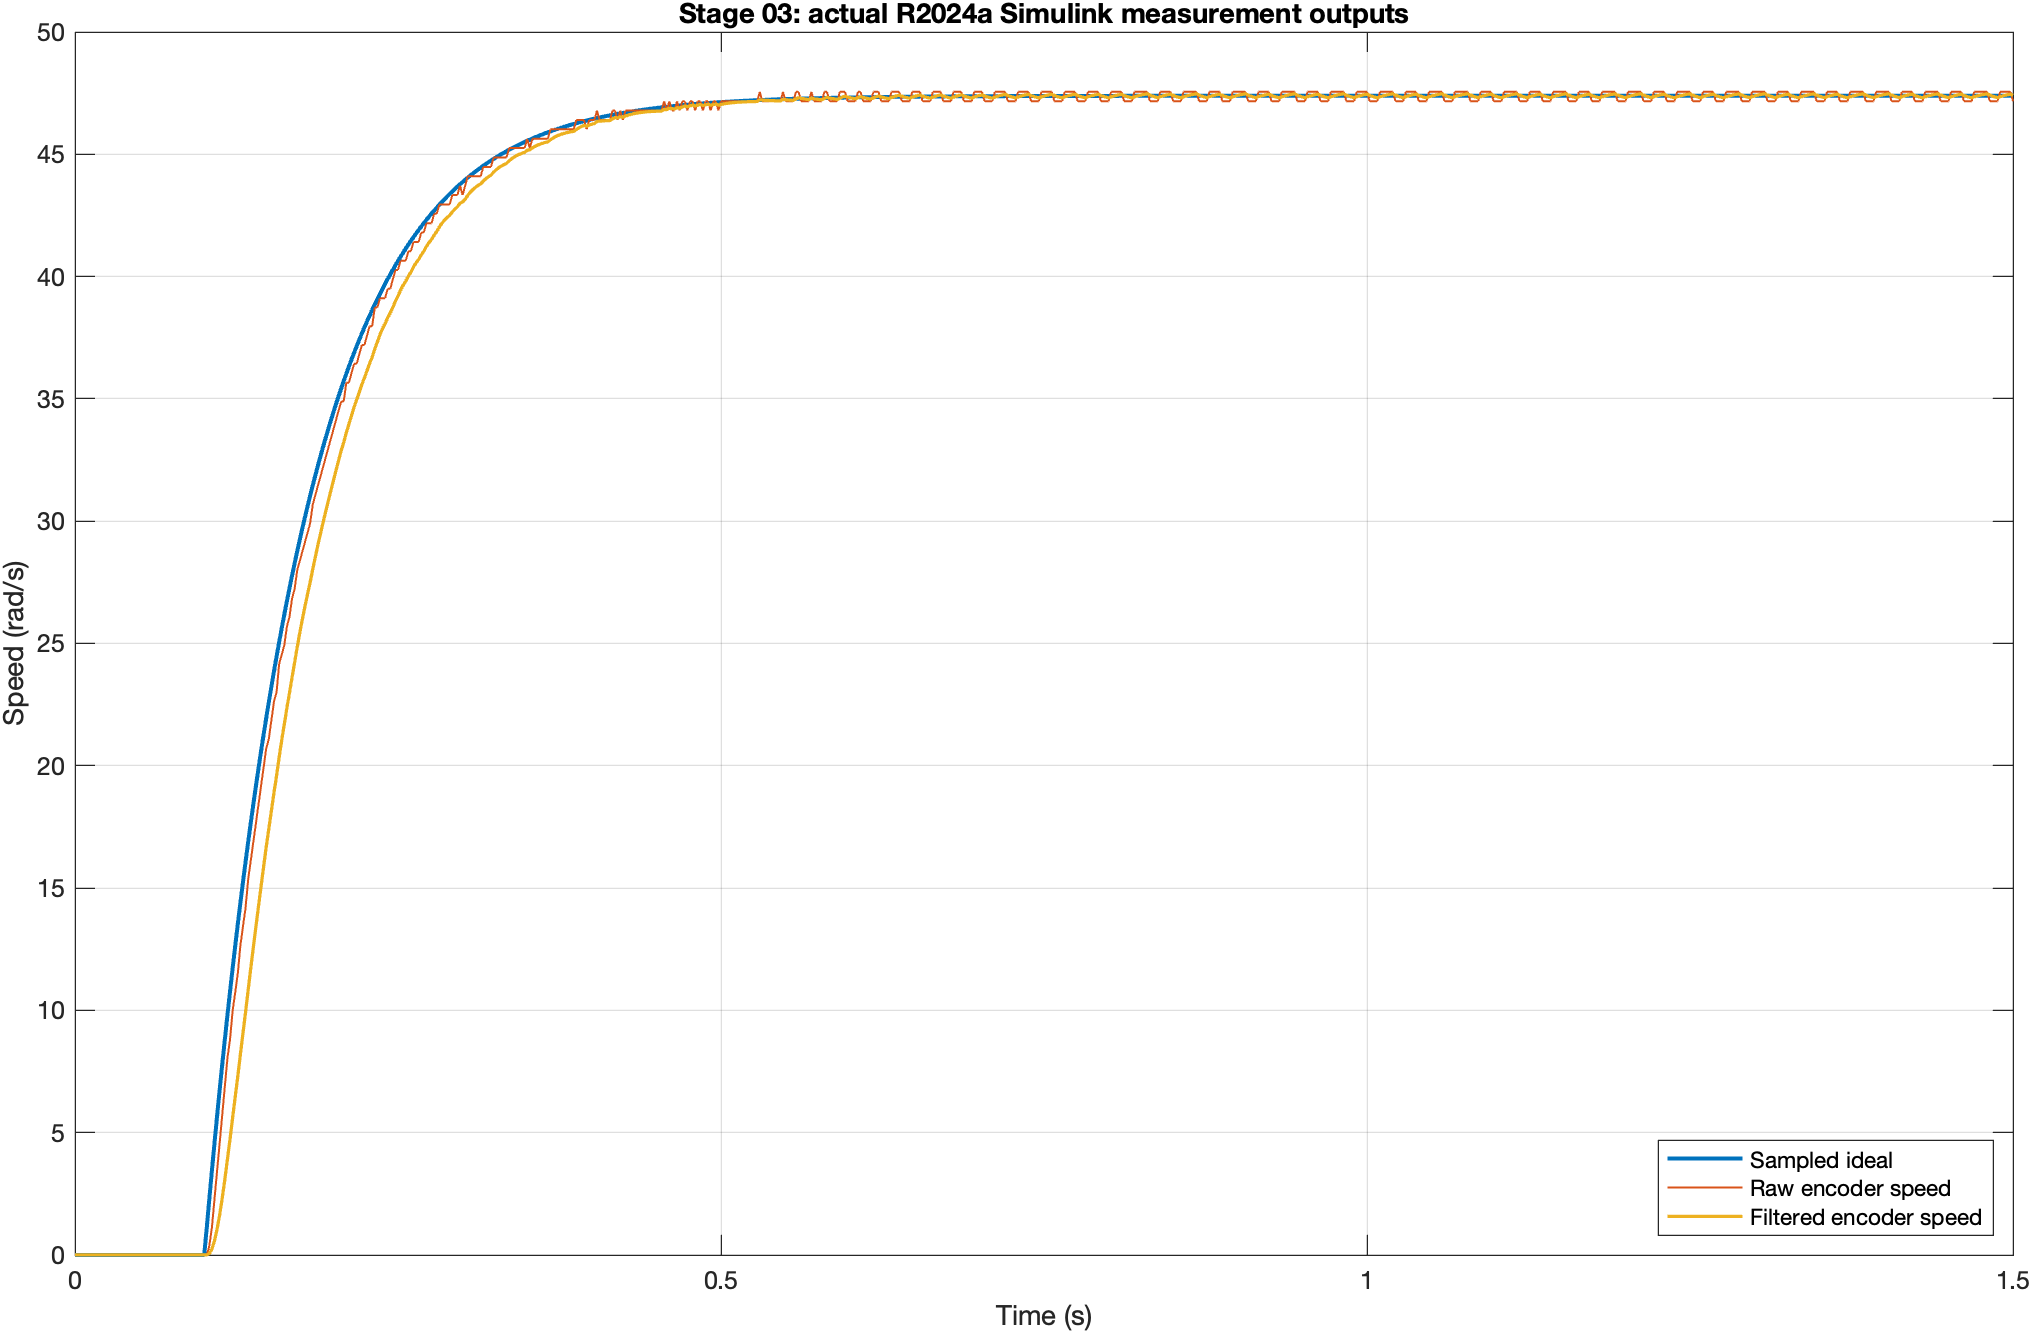 Stage 03: actual R2024a Simulink measurement outputs
50
45
40
35
30
25
20
15
10
5
0
Speed (rad/s)
0 0.5 1 1.5
Time (s)
Sampled ideal
Raw encoder speed
Filtered encoder speed